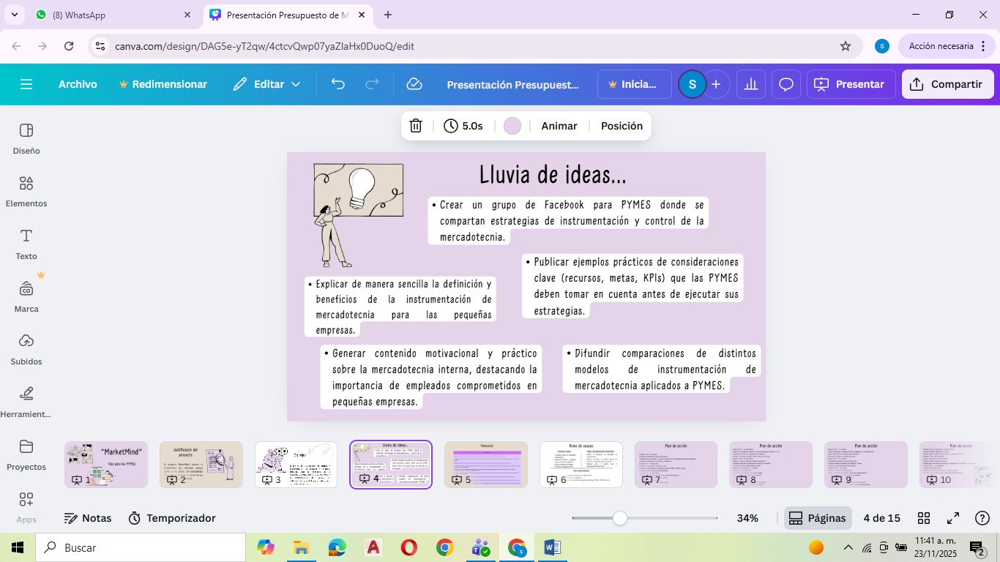 (8) WhatsApp
Presentación Presupuesto de M
canva.com/design/DAG5e-yT2qw/4ctcvQwp07yaZlaHx0DuoQ/edit
S
Acción necesaria
Archivo
Redimensionar
Editar
Presentación Presupuest...
Inicia...
S
Presentar
Compartir
5.0s
Animar
Posición
Diseño
Elementos
Texto
Marca
Subidos
Herramient...
Proyectos
Apps
Lluvia de ideas...
• Crear un grupo de Facebook para PYMES donde se
compartan estrategias de instrumentación y control de la
mercadotecnia.
• Publicar ejemplos prácticos de consideraciones
clave (recursos, metas, KPIs) que las PYMES
deben tomar en cuenta antes de ejecutar sus
estrategias.
• Explicar de manera sencilla la definición y
beneficios de la instrumentación de
mercadotecnia para las pequeñas
empresas.
• Generar contenido motivacional y práctico
sobre la mercadotecnia interna, destacando la
importancia de empleados comprometidos en
pequeñas empresas.
• Difundir comparaciones de distintos
modelos de instrumentación de
mercadotecnia aplicados a PYMES.
"MarketMind"
Tips para las PYMES
1
Justificación del
proyecto
2
3
Lluvia de ideas...
4
Planeación
5
Roles de equipo
6
Plan de acción
7
Plan de acción
8
Plan de acción
9
Plan de acción
10
Notas
Temporizador
34%
Páginas
4 de 15
Buscar
11:41 a. m.
23/11/2025
2